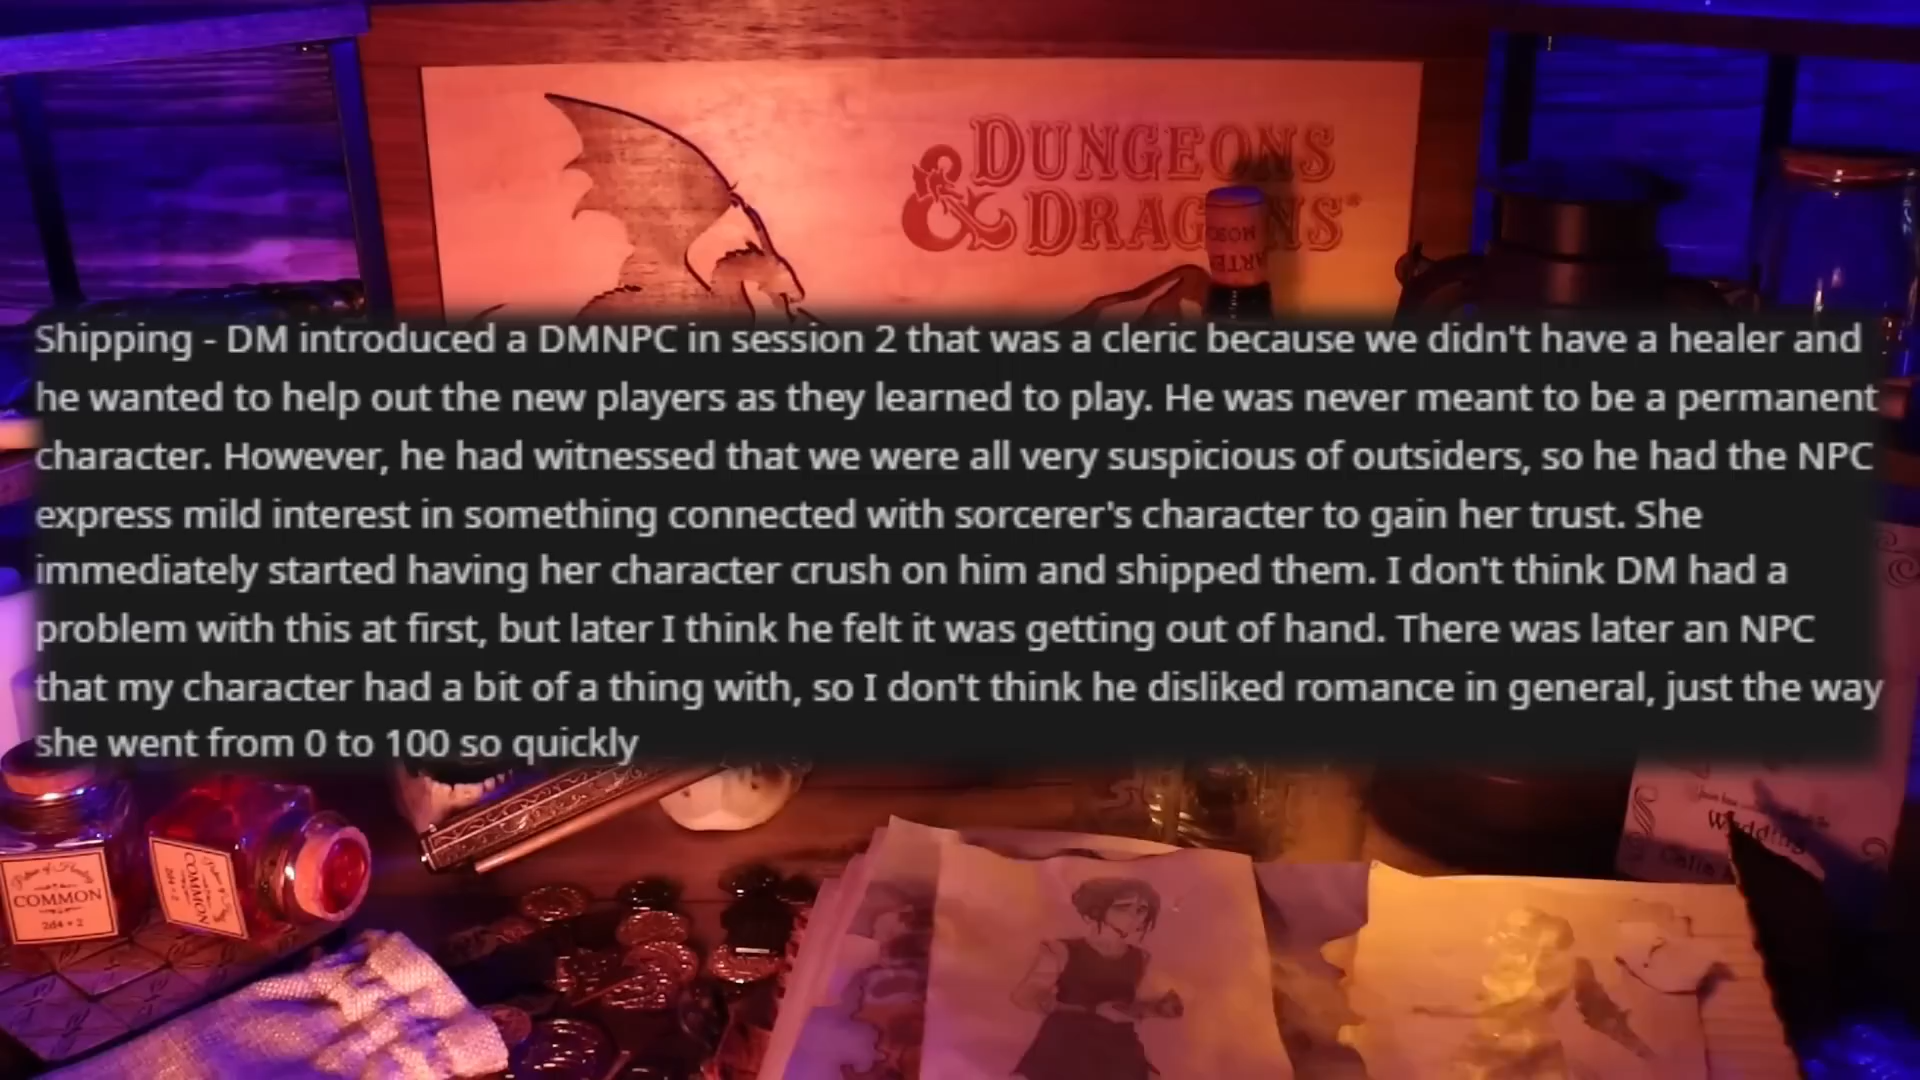 DUNGEONS
& DRAGONS
Shipping - DM introduced a DMNPC in session 2 that was a cleric because we didn't have a healer and
he wanted to help out the new players as they learned to play. He was never meant to be a permanent
character. However, he had witnessed that we were all very suspicious of outsiders, so he had the NPC
express mild interest in something connected with sorcerer's character to gain her trust. She
immediately started having her character crush on him and shipped them. I don't think DM had a
problem with this at first, but later I think he felt it was getting out of hand. There was later an NPC
that my character had a bit of a thing with, so I don't think he disliked romance in general, just the way
she went from 0 to 100 so quickly
Wedding
COMMON
2d4 + 2
COMMON
2d4 + 2